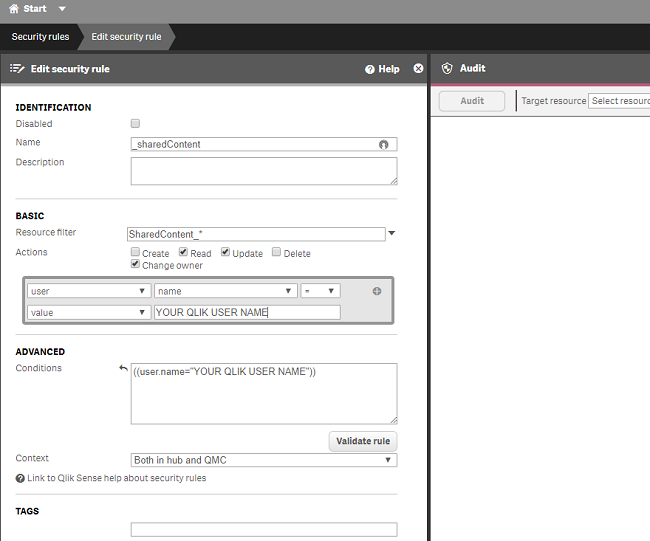 Start
Security rules Edit security rule
Edit security rule Help Audit
Audit Target resource Select resourc
IDENTIFICATION
Disabled
Name _sharedContent
Description
BASIC
Resource filter SharedContent_*
Actions Create Read Update Delete
Change owner
user name =
value YOUR QLIK USER NAME
ADVANCED
Conditions ((user.name="YOUR QLIK USER NAME"))
Validate rule
Context Both in hub and QMC
Link to Qlik Sense help about security rules
TAGS